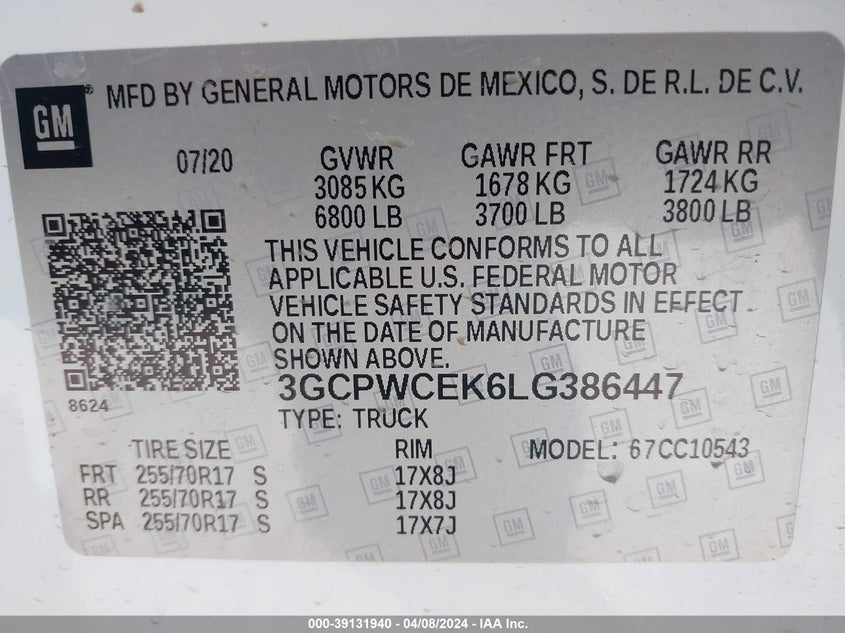 GM
MFD BY GENERAL MOTORS DE MEXICO, S. DE R.L. DE C.V.
07/20 GVWR GAWR FRT GAWR RR
3085 KG 1678 KG 1724 KG
6800 LB 3700 LB 3800 LB
THIS VEHICLE CONFORMS TO ALL
APPLICABLE U.S. FEDERAL MOTOR
VEHICLE SAFETY STANDARDS IN EFFECT
ON THE DATE OF MANUFACTURE
SHOWN ABOVE.
3GCPWCEK6LG386447
8624
TYPE: TRUCK
TIRE SIZE RIM MODEL: 67CC10543
FRT 255/70R17 S 17X8J
RR 255/70R17 S 17X8J
SPA 255/70R17 S 17X7J
000-39131940 - 04/08/2024 - IAA Inc.